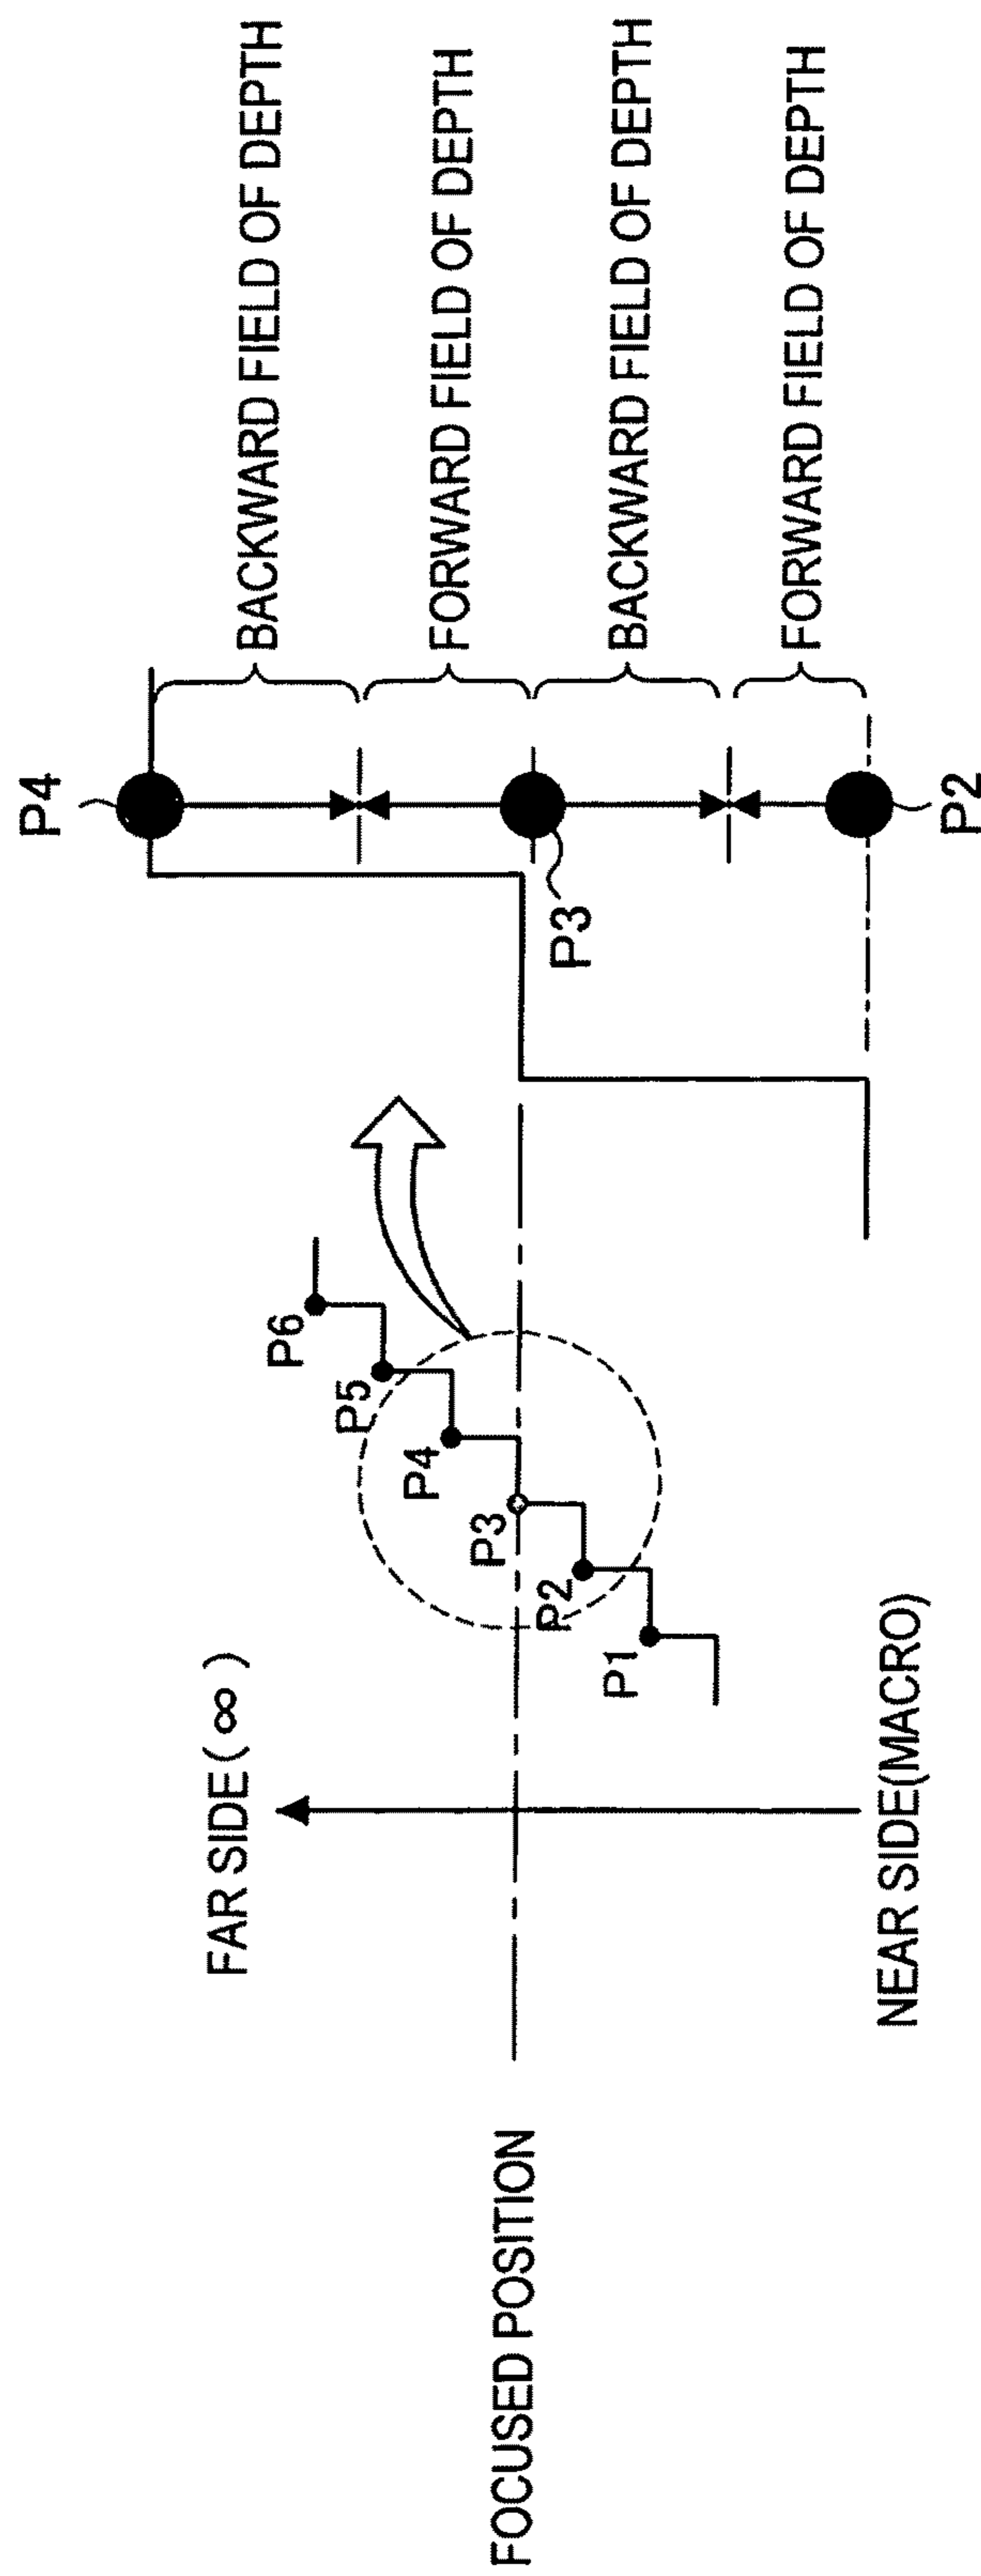 FOCUSED POSITION
FAR SIDE(∞)
NEAR SIDE(MACRO)
P1
P2
P3
P4
P5
P6
P4
P3
P2
BACKWARD FIELD OF DEPTH
FORWARD FIELD OF DEPTH
BACKWARD FIELD OF DEPTH
FORWARD FIELD OF DEPTH